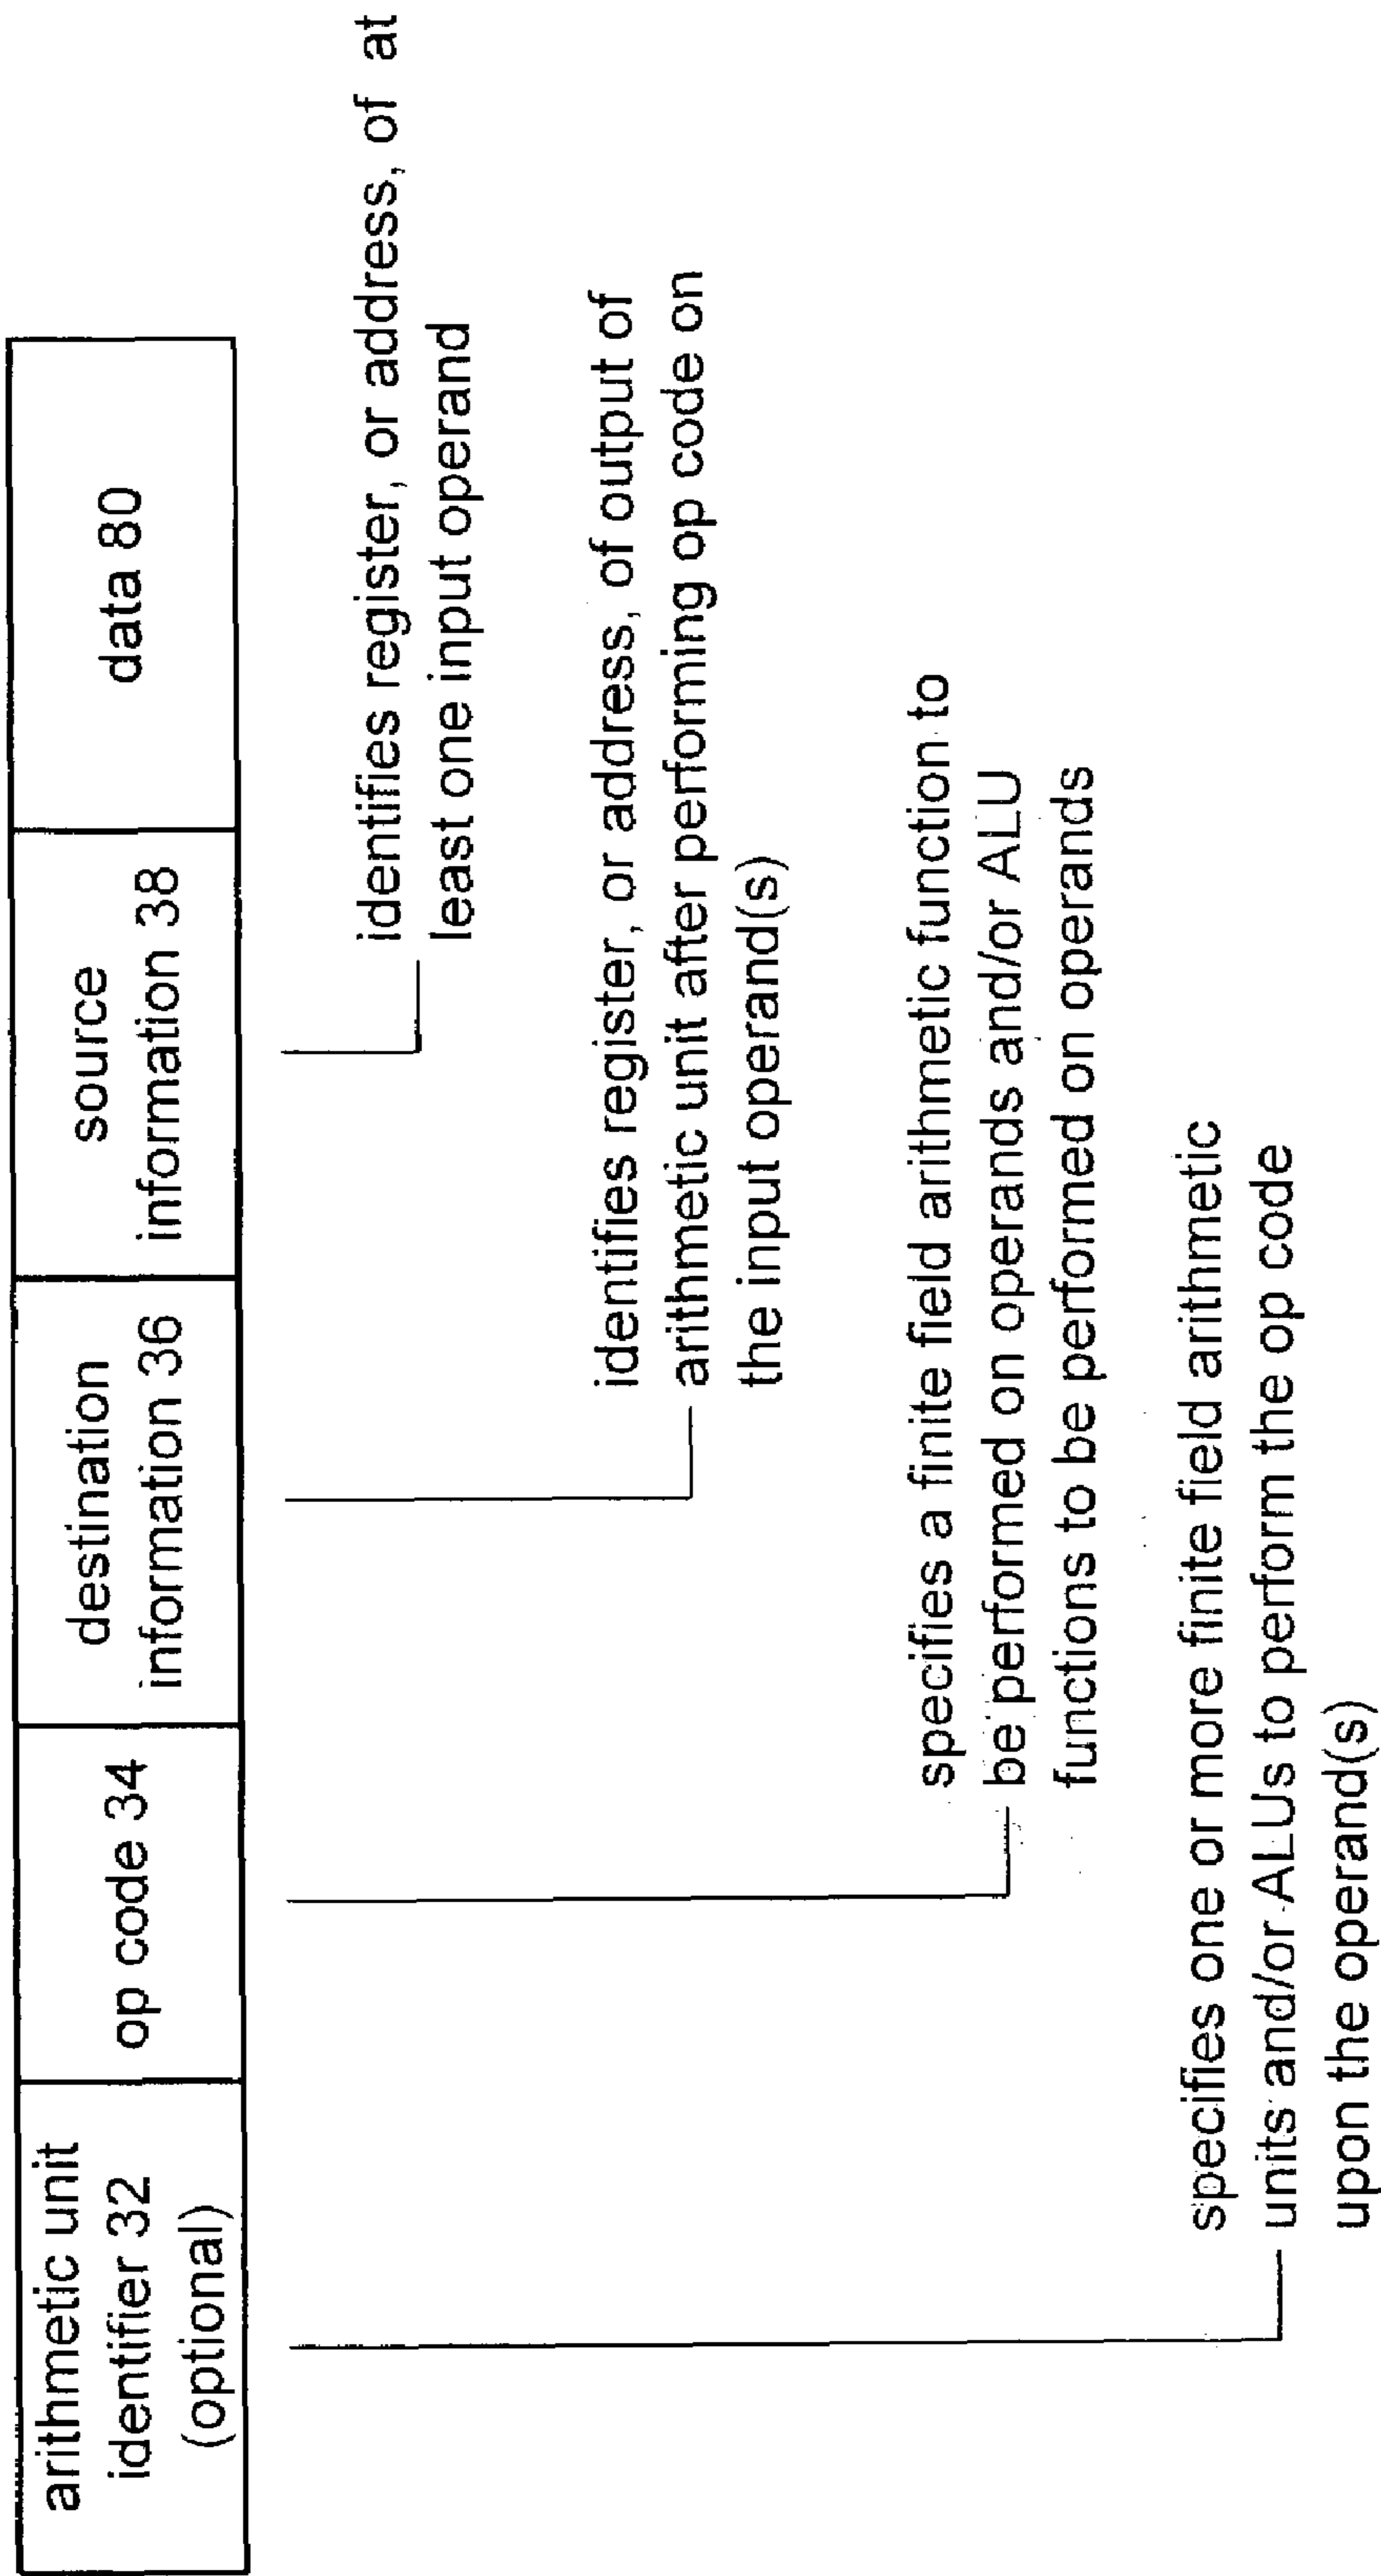 arithmetic unit
identifier 32
(optional)
op code 34
destination
information 36
source
information 38
data 80
identifies register, or address, of at
least one input operand
identifies register, or address, of output of
arithmetic unit after performing op code on
the input operand(s)
specifies a finite field arithmetic function to
be performed on operands and/or ALU
functions to be performed on operands
specifies one or more finite field arithmetic
units and/or ALUs to perform the op code
upon the operand(s)